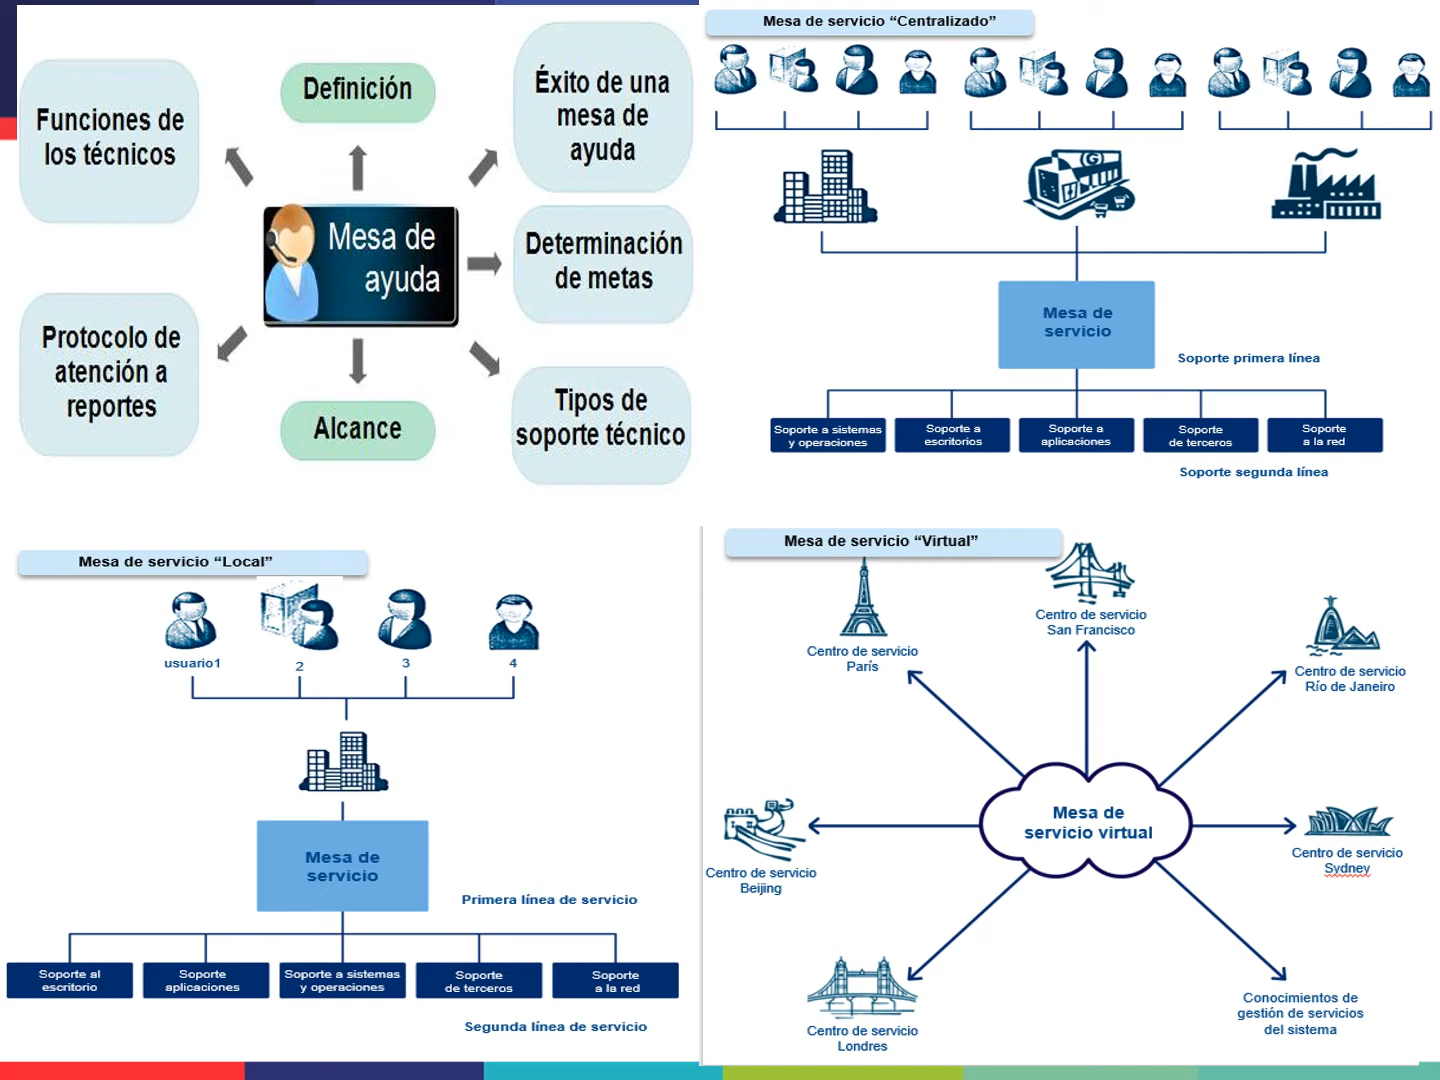 Funciones de
los técnicos
Definición
Éxito de una
mesa de
ayuda
Mesa de
ayuda
Determinación
de metas
Protocolo de
atención a
reportes
Alcance
Tipos de
soporte técnico
Mesa de servicio “Centralizado”
G
Mesa de
servicio
Soporte primera línea
Soporte a sistemas
y operaciones
Soporte a
escritorios
Soporte a
aplicaciones
Soporte
de terceros
Soporte
a la red
Soporte segunda línea
Mesa de servicio “Local”
usuario1
2
3
4
Mesa de
servicio
Primera línea de servicio
Soporte al
escritorio
Soporte
aplicaciones
Soporte a sistemas
y operaciones
Soporte
de terceros
Soporte
a la red
Segunda línea de servicio
Mesa de servicio “Virtual”
Centro de servicio
San Francisco
Centro de servicio
París
Centro de servicio
Río de Janeiro
Mesa de
servicio virtual
Centro de servicio
Beijing
Centro de servicio
Sydney
Centro de servicio
Londres
Conocimientos de
gestión de servicios
del sistema